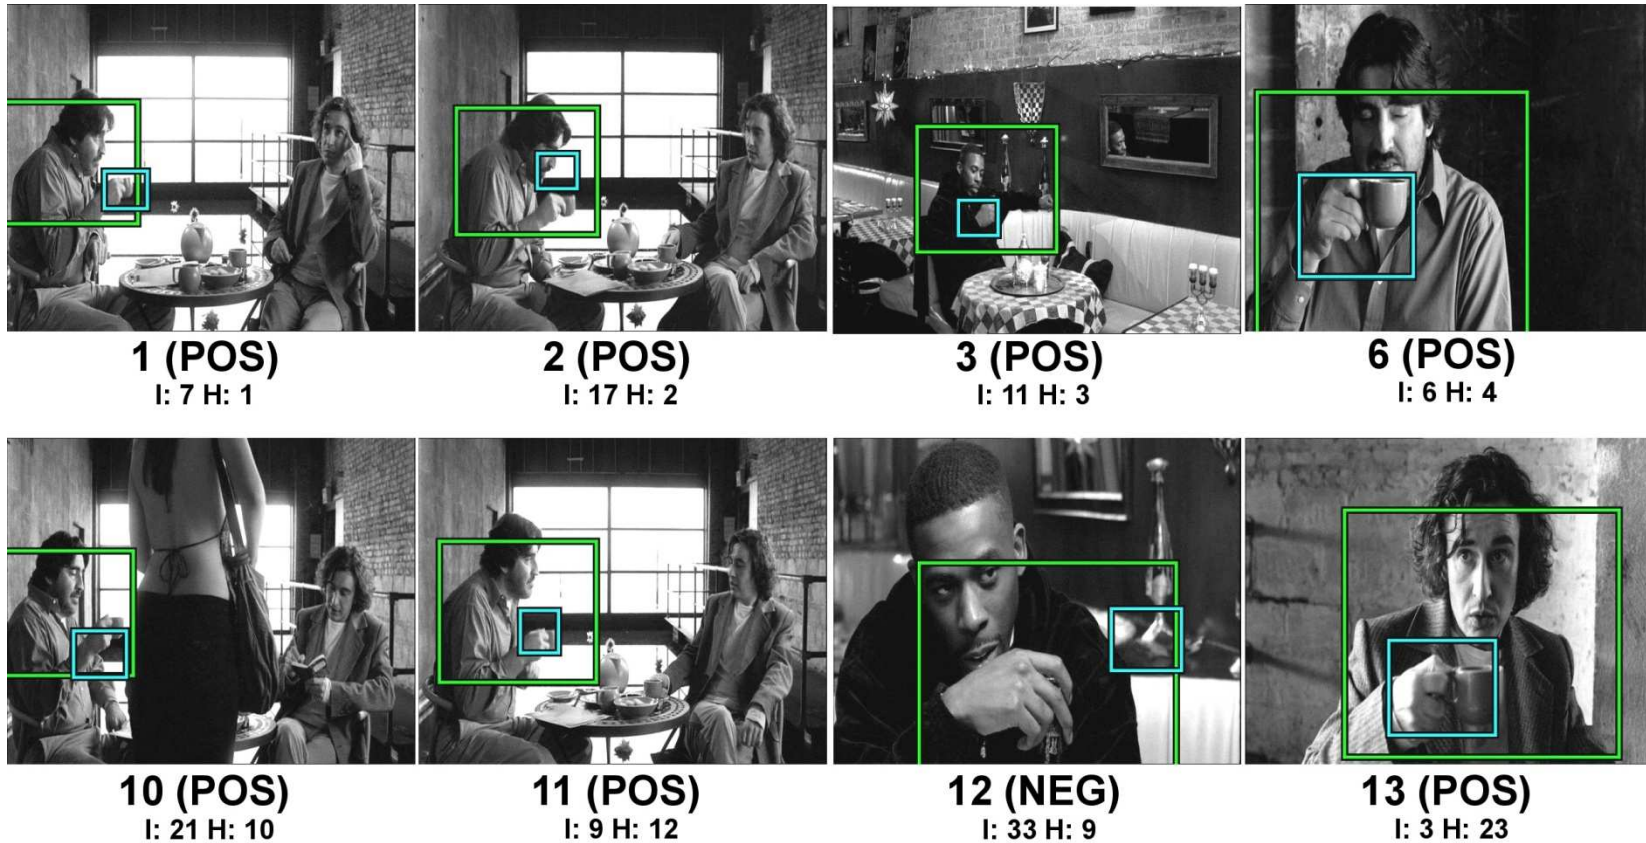 1 (POS)
I: 7 H: 1
2 (POS)
I: 17 H: 2
3 (POS)
I: 11 H: 3
6 (POS)
I: 6 H: 4
10 (POS)
I: 21 H: 10
11 (POS)
I: 9 H: 12
12 (NEG)
I: 33 H: 9
13 (POS)
I: 3 H: 23